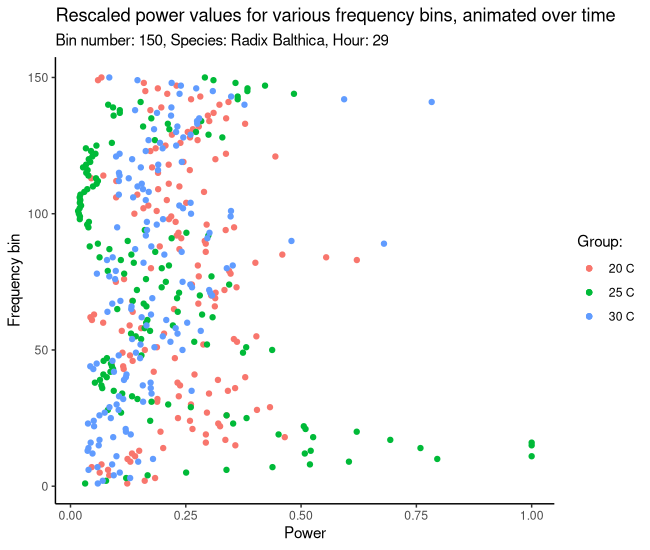 Rescaled power values for various frequency bins, animated over time
Bin number: 150, Species: Radix Balthica, Hour: 29
150
100
50
0
Frequency bin
0.00
0.25
0.50
0.75
1.00
Power
Group:
20 C
25 C
30 C